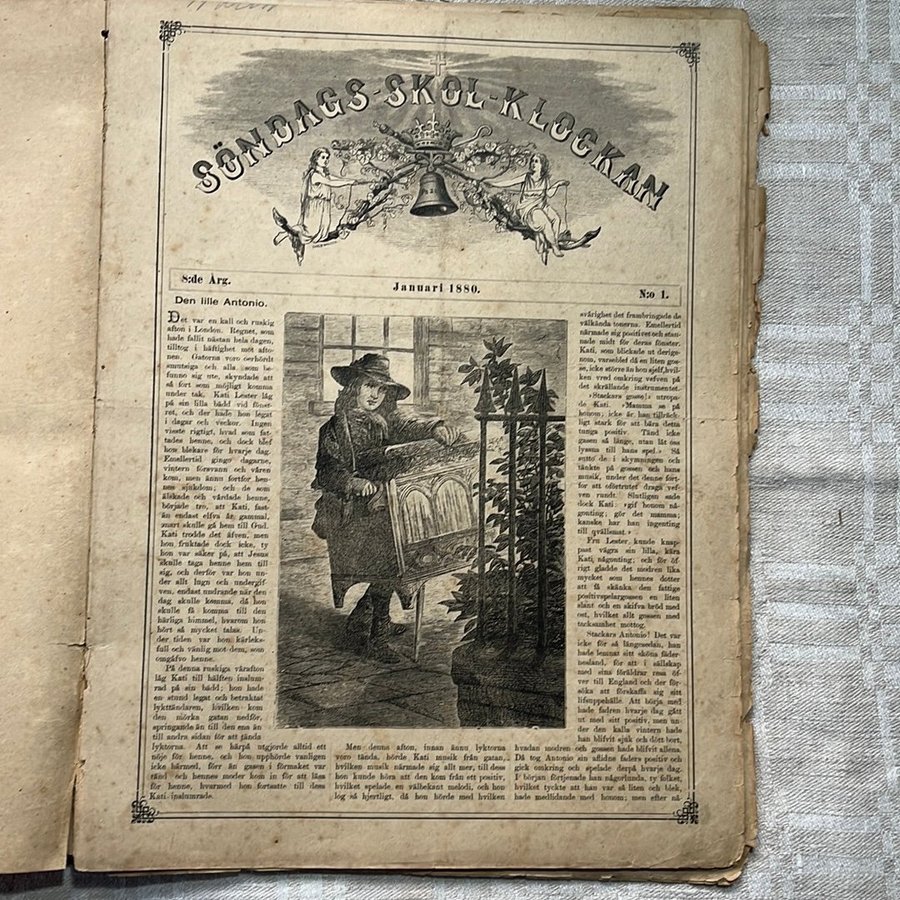 SÖNDAGS-SKOL-KLOCKAN
8:de Årg.
Januari 1880.
N:o 1.
Den lille Antonio.
Det var en kall och ruskig
afton i London. Regnet, som
hade fallit nästan hela dagen,
tilltog i häftighet mot afto-
nen. Gatorna voro oerhördt
smutsiga och alla som be-
funno sig ute, skyndade att
så fort som möjligt komma
under tak. Kati Lester låg
på sin lilla bädd vid fönst-
ret, och der hade hon legat
i dagar och veckor. Ingen
visste rigtigt, hvad som fat-
tades henne, och dock blef
hon blekare för hvarje dag.
Emellertid gingo dagarne,
vintern försvann och våren
kom, men ännu fortfor hen-
nes sjukdom; och de som
älskade och vårdade henne,
började tro, att Kati, fast-
än endast elfva år gammal,
snart skulle gå hem till Gud.
Kati trodde det äfven, men
hon fruktade dock icke, ty
hon var säker på, att Jesus
skulle taga henne hem till
sig, och derför var hon un-
der allt lugn och undergif-
ven, endast undrande när den
dag skulle komma, då hon
skulle få komma till den
härliga himmel, hvarom hon
hört så mycket talas. Un-
der tiden var hon kärleks-
full och vänlig mot dem, som
omgåfvo henne.
På denna ruskiga vårafton
låg Kati till hälften inslum-
rad på sin bädd; hon hade
en stund legat och betraktat
lykttändaren, hvilken kom
den mörka gatan nedför,
springande än till den ena än
till andra sidan för att tända
lyktorna. Att se härpå utgjorde alltid ett
nöje för henne, och hon upphörde vanligen
icke härmed, förr än gasen i förmaket var
tänd och hennes moder kom in för att läsa
för henne, hvarmed hon fortsatte till dess
Kati inslumrade.
Men denna afton, innan ännu lyktorna
voro tända, hörde Kati musik från gatan,
hvilken musik närmade sig allt mer, till dess
hon kunde höra att den kom från ett positiv,
hvilket spelade en välbekant melodi, och hon
log så hjertligt, då hon hörde med hvilken
svårighet det frambringade de
välkända tonerna. Emellertid
närmade sig positivet och stan-
nade midt för deras fönster.
Kati, som blickade ut derige-
nom, varseblef då en liten gos-
se, icke större än hon sjelf, hvil-
ken vred omkring vefven på
det skrällande instrumentet.
»Stackars gosse!» utropa-
de Kati. »Mamma se på
honom; icke är han tillräck-
ligt stark för att bära detta
tunga positiv. Tänd icke
gasen så länge, utan låt oss
lyssna till hans spel.» Så
sutto de i skymningen och
tänkte på gossen och hans
musik, under det denne fort-
for att oförtrutet draga vef-
ven rundt. Slutligen sade
dock Kati: »gif honom nå-
gonting; gör det mamma;
kanske har han ingenting
till qvällsmat.»
Fru Lester kunde knap-
past vägra sin lilla, kära
Kati, någonting; och för öf-
rigt gladde det modren lika
mycket som hennes dotter
att få skänka den fattige
positivspelargossen en liten
slant och en skifva bröd med
ost, hvilket allt gossen med
tacksamhet mottog.
Stackars Antonio! Det var
icke för så längesedan, han
hade lemnat sitt sköna fäder-
nesland, för att i sällskap
med sina föräldrar resa öf-
ver till England och der för-
söka att förskaffa sig sitt
lifsuppehälle. Att börja med
hade fadren hvarje dag gått
ut med sitt positiv, men un-
der den kalla vintern hade
han blifvit sjuk och dött bort,
hvadan modren och gossen hade blifvit allena.
Då tog Antonio sin aflidne faders positiv och
gick omkring och spelade derpå hvarje dag.
I början förtjenade han någorlunda, ty folket,
hvilket tyckte att han var så liten och blek,
hade medlidande med honom; men efter nå-